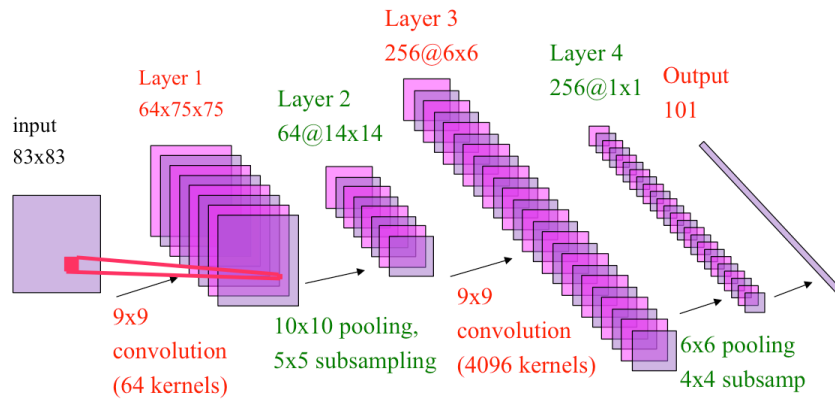 input
83x83
Layer 1
64x75x75
Layer 2
64@14x14
Layer 3
256@6x6
Layer 4
256@1x1
Output
101
9x9
convolution
(64 kernels)
10x10 pooling,
5x5 subsampling
9x9
convolution
(4096 kernels)
6x6 pooling
4x4 subsamp